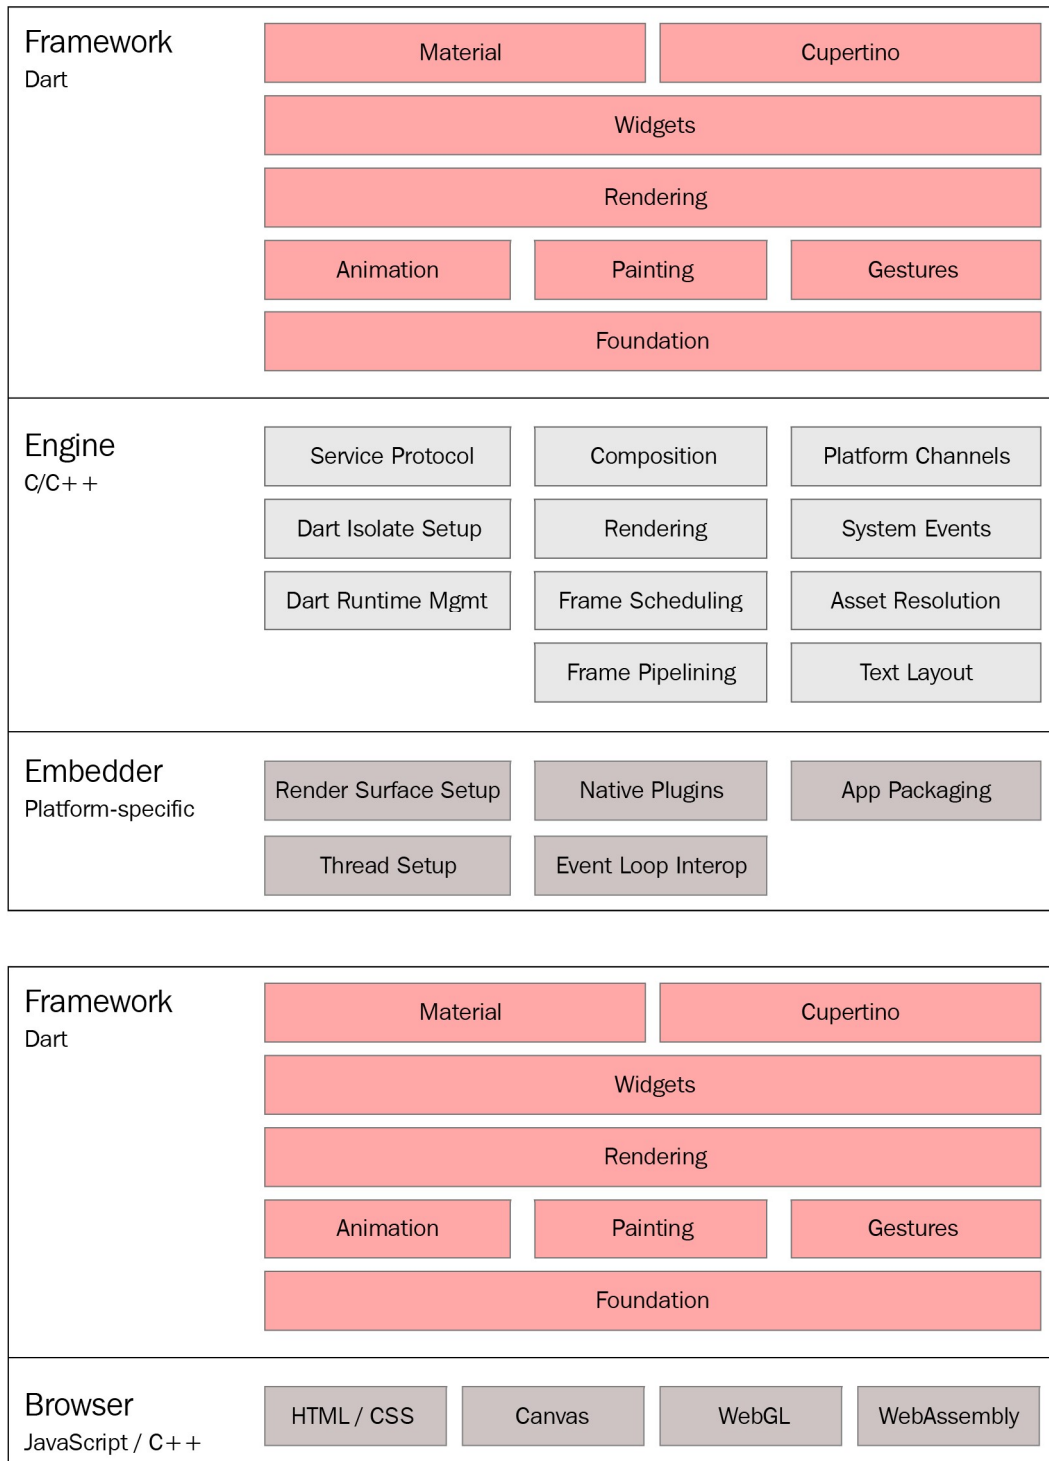 Framework
Dart
Material
Cupertino
Widgets
Rendering
Animation
Painting
Gestures
Foundation
Engine
C/C++
Service Protocol
Composition
Platform Channels
Dart Isolate Setup
Rendering
System Events
Dart Runtime Mgmt
Frame Scheduling
Asset Resolution
Frame Pipelining
Text Layout
Embedder
Platform-specific
Render Surface Setup
Native Plugins
App Packaging
Thread Setup
Event Loop Interop
Framework
Dart
Material
Cupertino
Widgets
Rendering
Animation
Painting
Gestures
Foundation
Browser
JavaScript / C++
HTML / CSS
Canvas
WebGL
WebAssembly